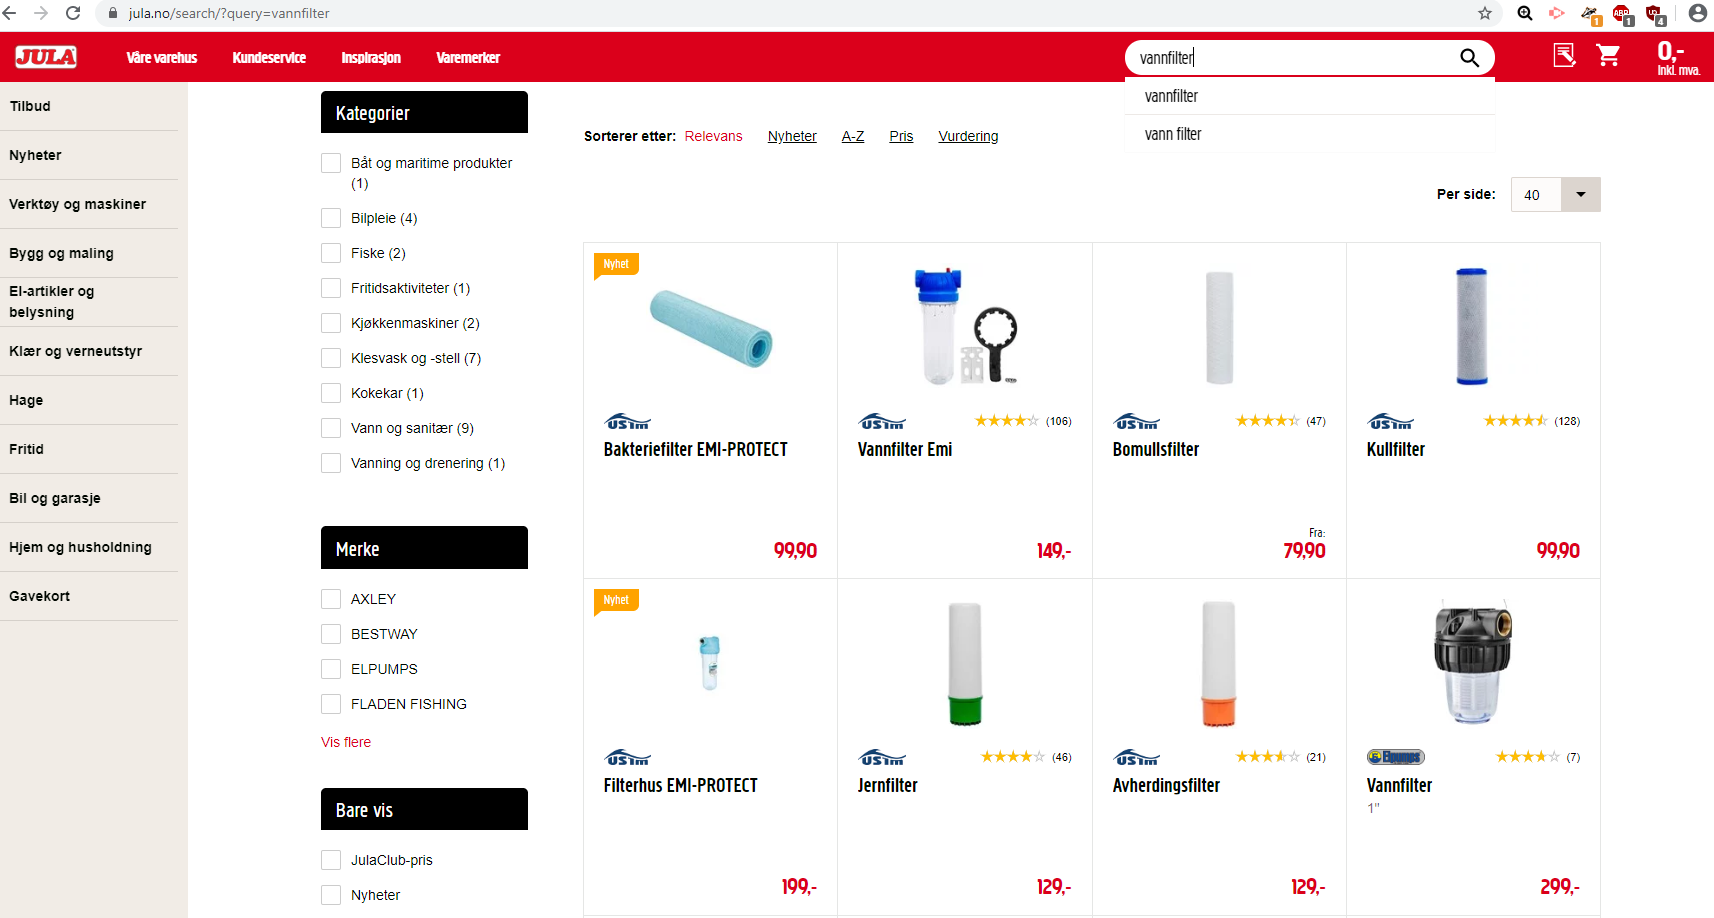 jula.no/search/?query=vannfilter
1
ABP
1
4
JULA
Våre varehus
Kundeservice
Inspirasjon
Varemerker
vannfilter
0,-
Inkl. mva.
vannfilter
vann filter
Tilbud
Nyheter
Verktøy og maskiner
Bygg og maling
El-artikler og
belysning
Klær og verneutstyr
Hage
Fritid
Bil og garasje
Hjem og husholdning
Gavekort
Kategorier
Båt og maritime produkter
(1)
Bilpleie (4)
Fiske (2)
Fritidsaktiviteter (1)
Kjøkkenmaskiner (2)
Klesvask og -stell (7)
Kokekar (1)
Vann og sanitær (9)
Vanning og drenering (1)
Merke
AXLEY
BESTWAY
ELPUMPS
FLADEN FISHING
Vis flere
Bare vis
JulaClub-pris
Nyheter
Sorterer etter: Relevans Nyheter A-Z Pris Vurdering
Per side: 40
Nyhet
USTM
Bakteriefilter EMI-PROTECT
99,90
USTM
(106)
Vannfilter Emi
149,-
USTM
(47)
Bomullsfilter
Fra:
79,90
USTM
(128)
Kullfilter
99,90
Nyhet
USTM
Filterhus EMI-PROTECT
199,-
USTM
(46)
Jernfilter
129,-
USTM
(21)
Avherdingsfilter
129,-
Elpumps
(7)
Vannfilter
1"
299,-